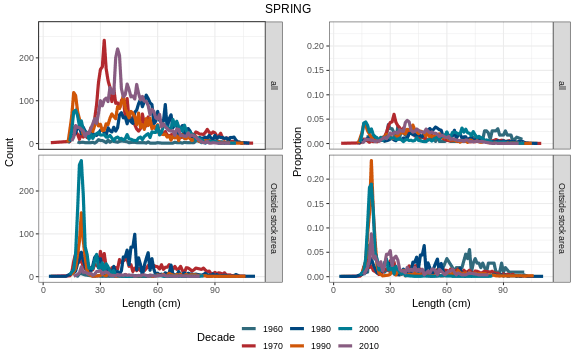 SPRING
Count
200
100
0
all
200
100
0
Outside stock area
0 30 60 90
Length (cm)
Proportion
0.20
0.15
0.10
0.05
0.00
all
0.20
0.15
0.10
0.05
0.00
Outside stock area
0 30 60 90
Length (cm)
Decade
1960 1980 2000
1970 1990 2010